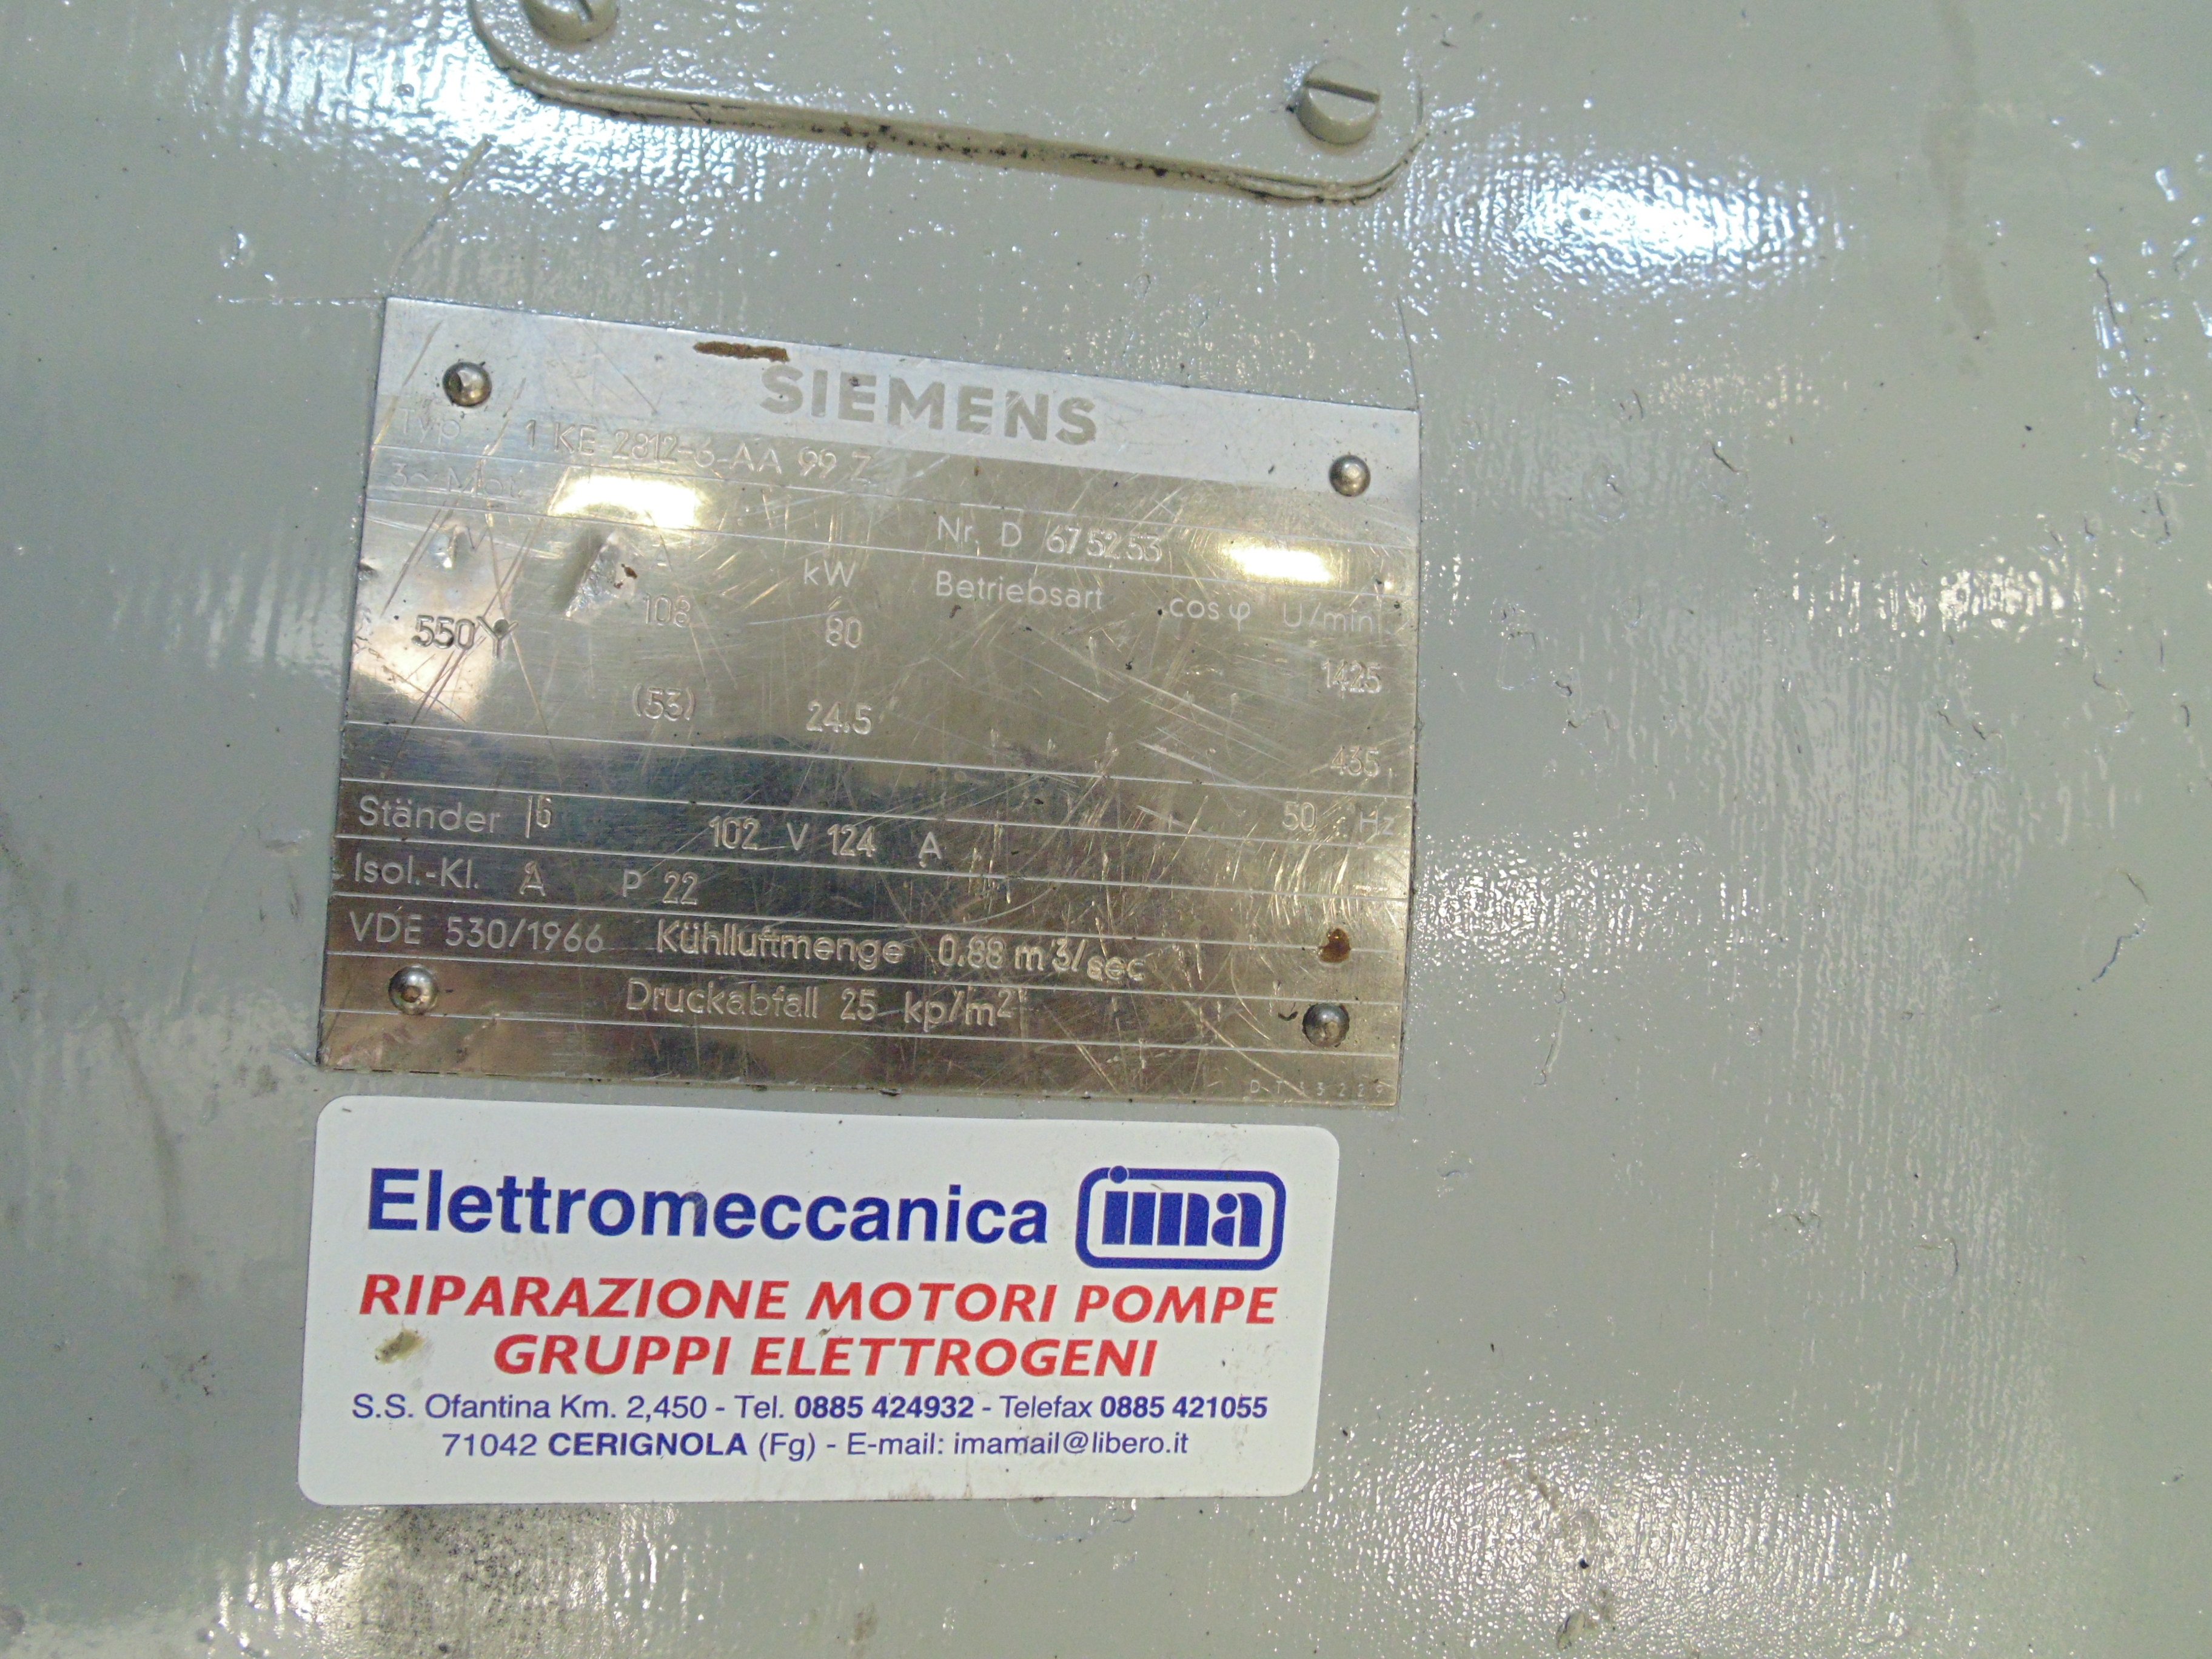 SIEMENS
Typ 1 KE 2812-6 AA 99 Z
3~ Mot. Nr. D 675253
kW Betriebsart cos φ U/min
550 Y 108 80 1425
(53) 24.5 435
Ständer 102 V 124 A 50 Hz
Isol.-Kl. A P 22
VDE 530/1966 Kühlluftmenge 0.88 m3/sec
Druckabfall 25 kp/m2
Elettromeccanica ima
RIPARAZIONE MOTORI POMPE
GRUPPI ELETTROGENI
S.S. Ofantina Km. 2,450 - Tel. 0885 424932 - Telefax 0885 421055
71042 CERIGNOLA (Fg) - E-mail: imamail@libero.it